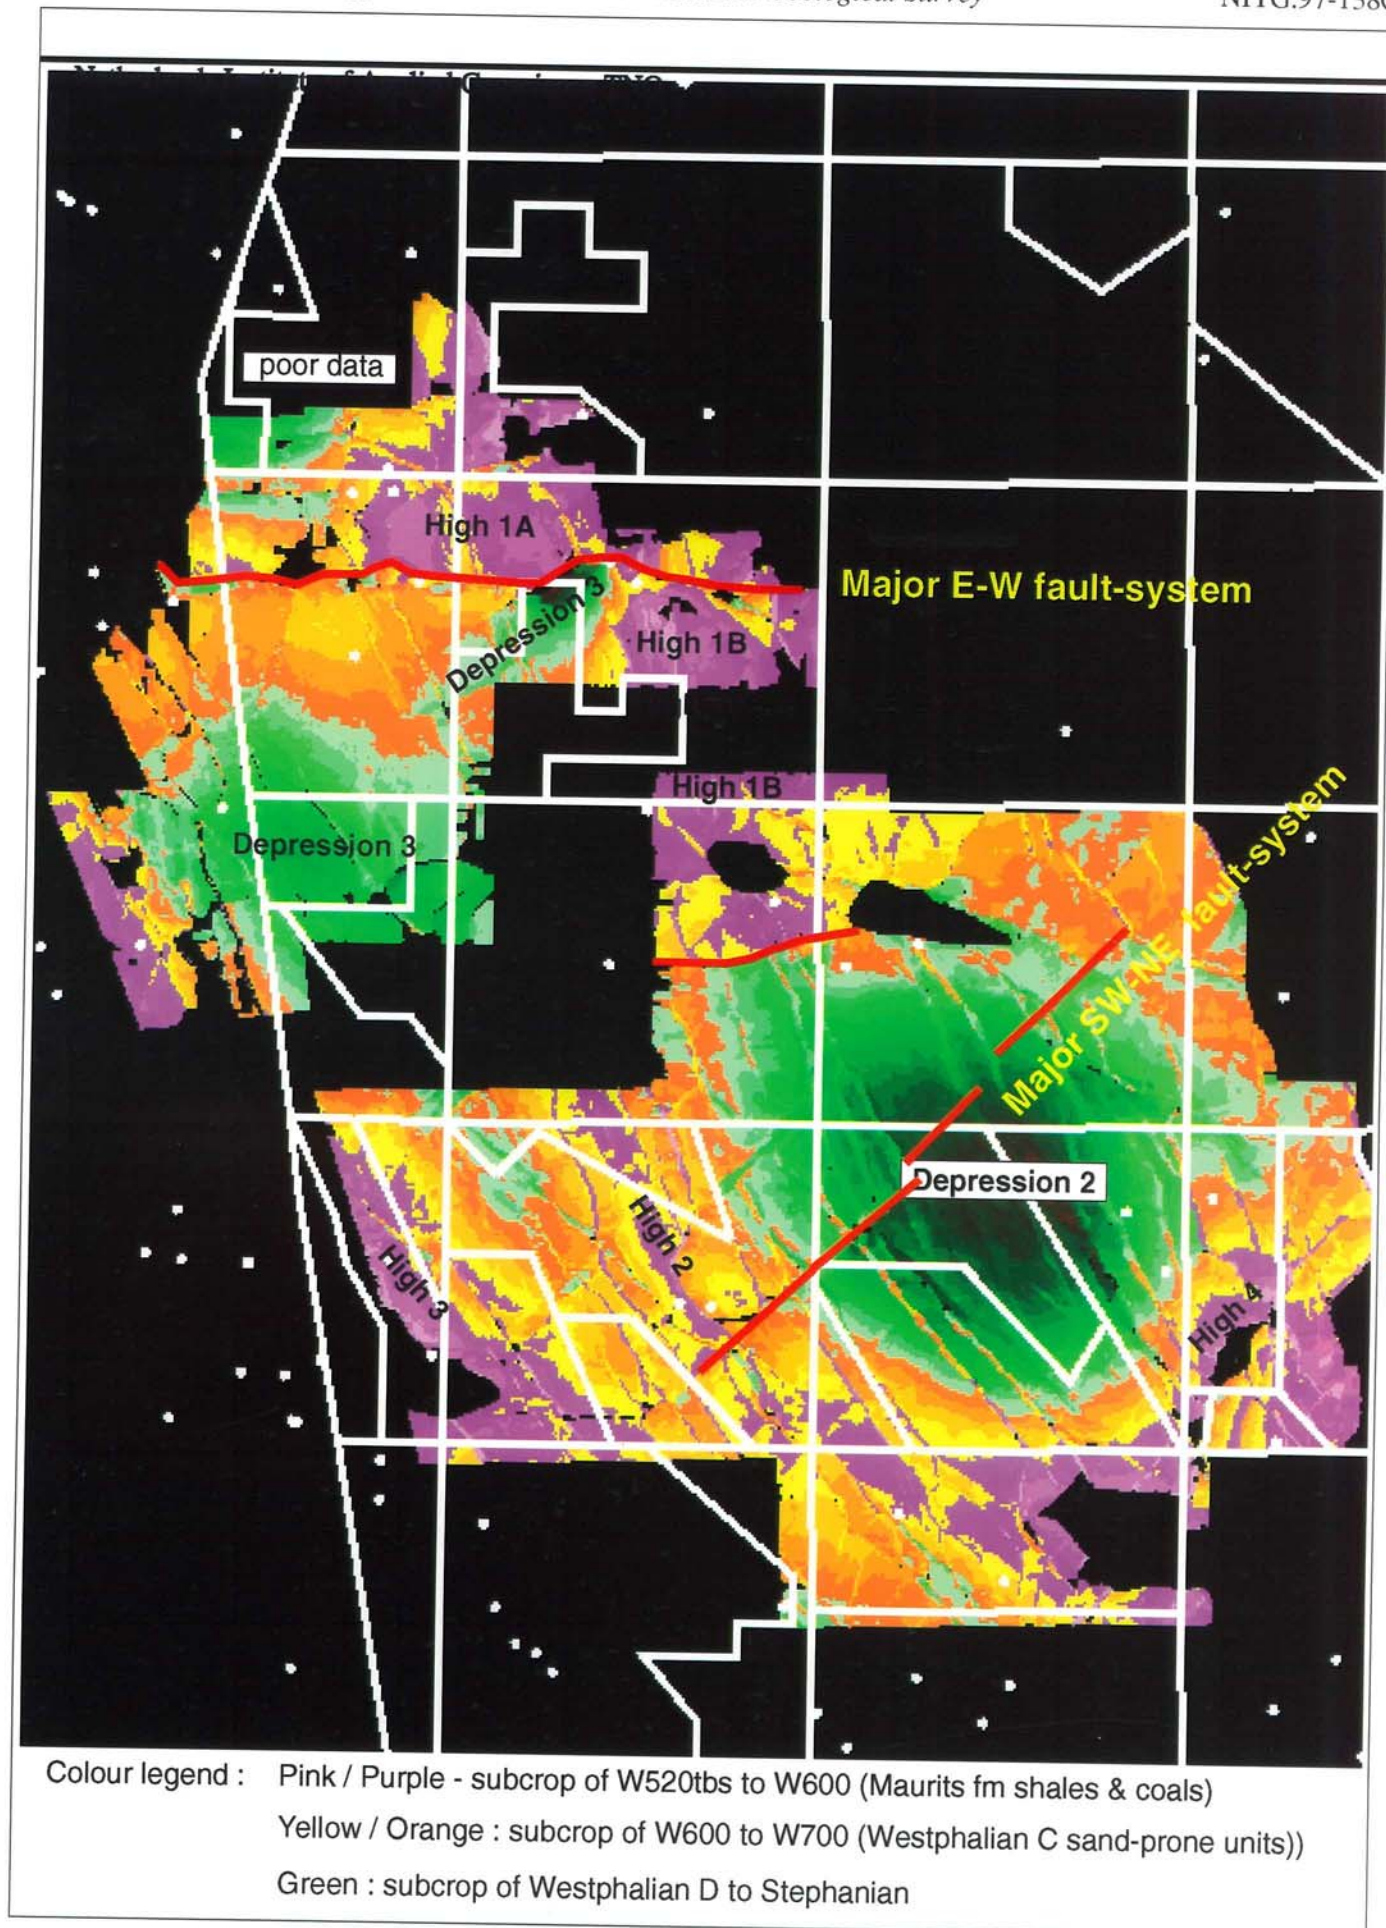 Survey
poor data
High 1A
Major E-W fault-system
Depression 3
High 1B
High 1B
Depression 3
Major SW-NE fault-system
Depression 2
High 2
High 3
High 4
Colour legend : Pink / Purple - subcrop of W520tbs to W600 (Maurits fm shales & coals)
Yellow / Orange : subcrop of W600 to W700 (Westphalian C sand-prone units))
Green : subcrop of Westphalian D to Stephanian